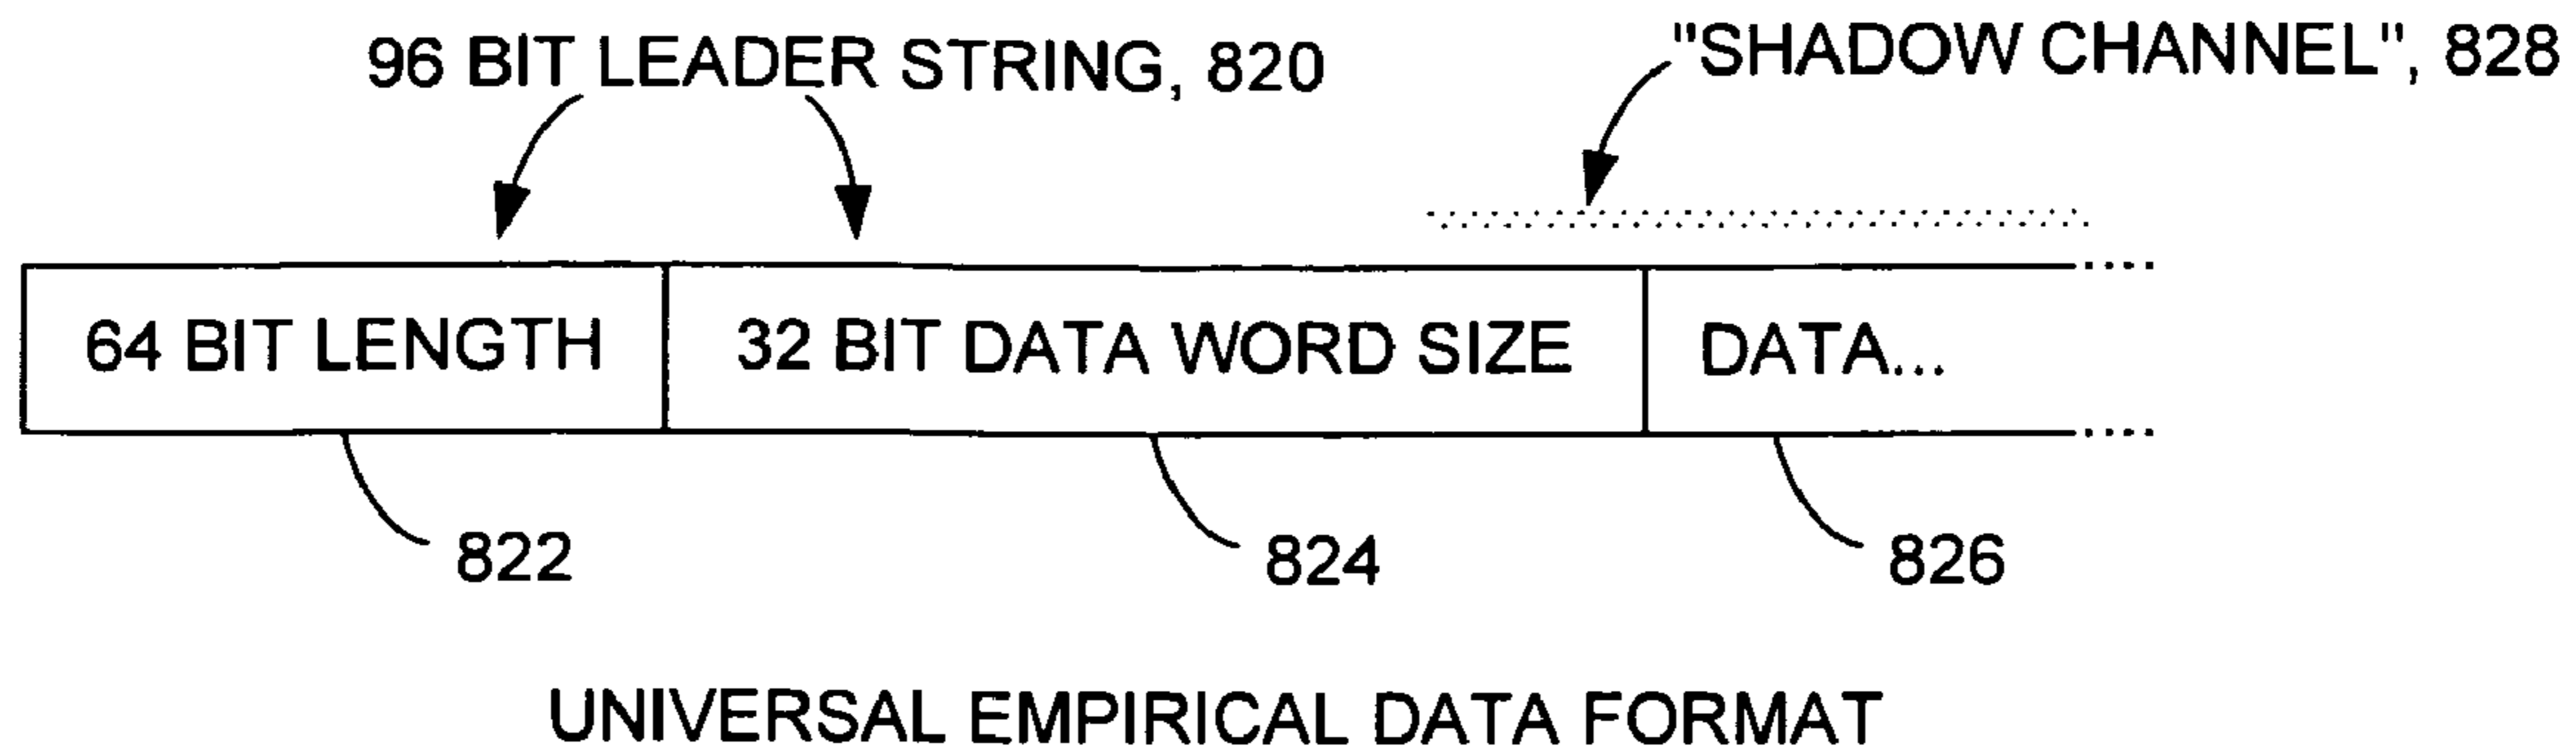 96 BIT LEADER STRING, 820
"SHADOW CHANNEL", 828
64 BIT LENGTH
32 BIT DATA WORD SIZE
DATA...
822
824
826
UNIVERSAL EMPIRICAL DATA FORMAT